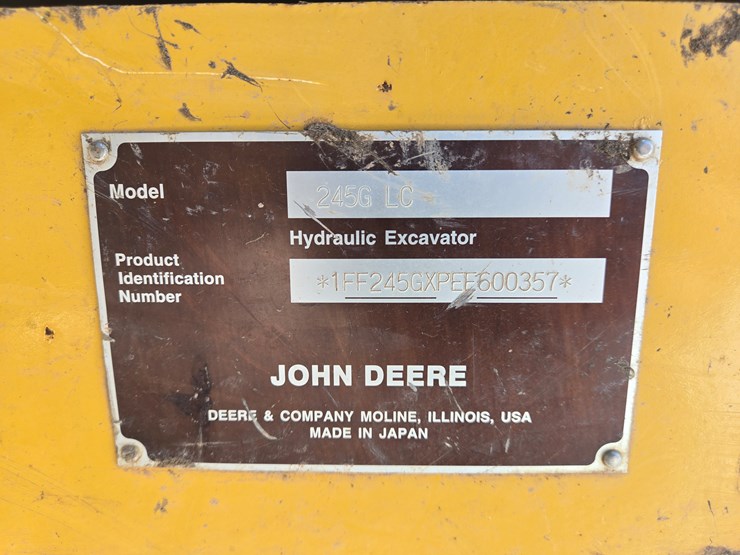 Model 245G LC
Hydraulic Excavator
Product
Identification
Number
*1FF245GXPEE600357*
JOHN DEERE
DEERE & COMPANY MOLINE, ILLINOIS, USA
MADE IN JAPAN